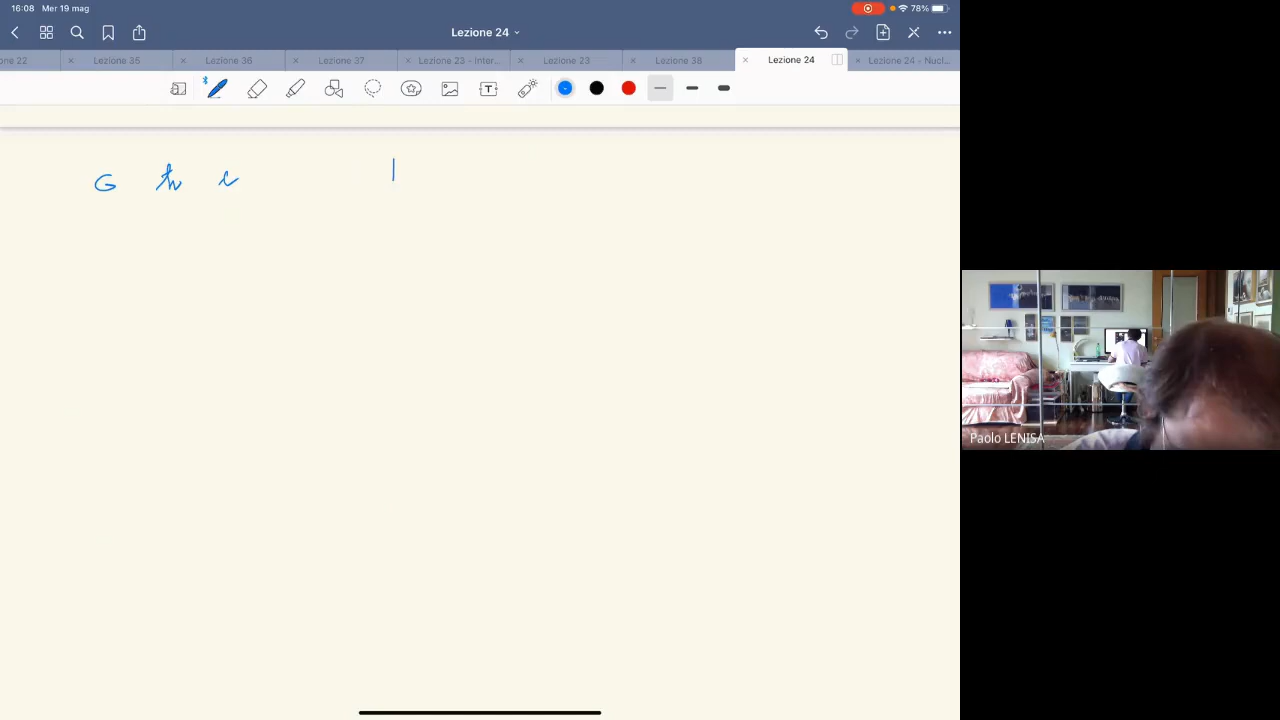 16:08 Mer 19 mag
78%
Lezione 24
one 22
Lezione 35
Lezione 36
Lezione 37
Lezione 23 - Inter...
Lezione 23
Lezione 38
Lezione 24
Lezione 24 - Nucl...
T
G ħ c |
Paolo LENISA